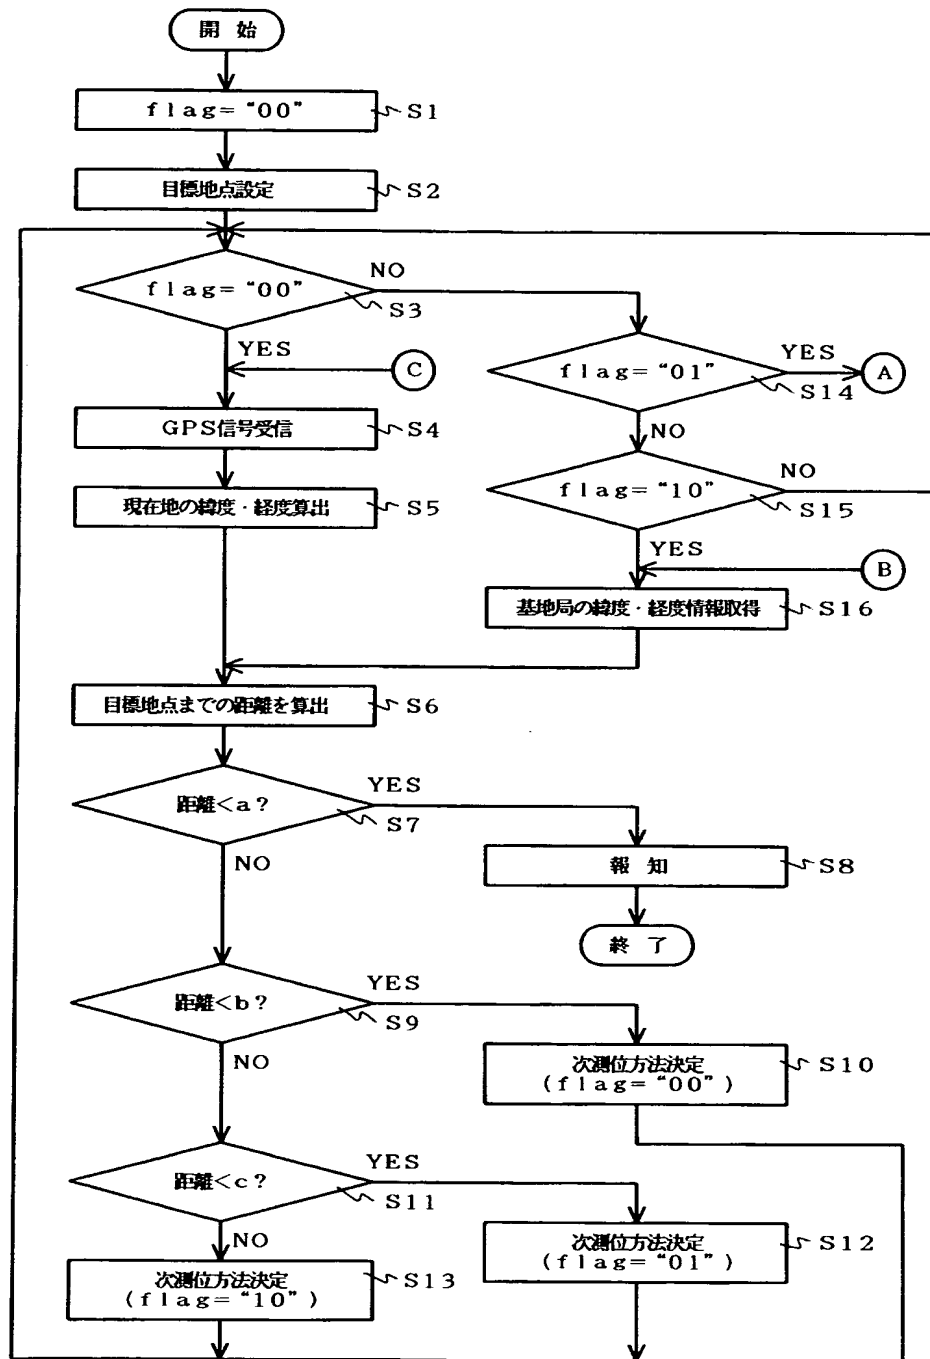 開 始
flag=“00”
S1
目標地点設定
S2
flag=“00”
S3
NO
YES
C
flag=“01”
S14
YES
A
NO
GPS信号受信
S4
flag=“10”
S15
NO
現在地の緯度・経度算出
S5
YES
B
基地局の緯度・経度情報取得
S16
目標地点までの距離を算出
S6
距離<a?
S7
YES
NO
報 知
S8
終 了
距離<b?
S9
YES
NO
次測位方法決定
(flag=“00”)
S10
距離<c?
S11
YES
NO
次測位方法決定
(flag=“01”)
S12
次測位方法決定
(flag=“10”)
S13